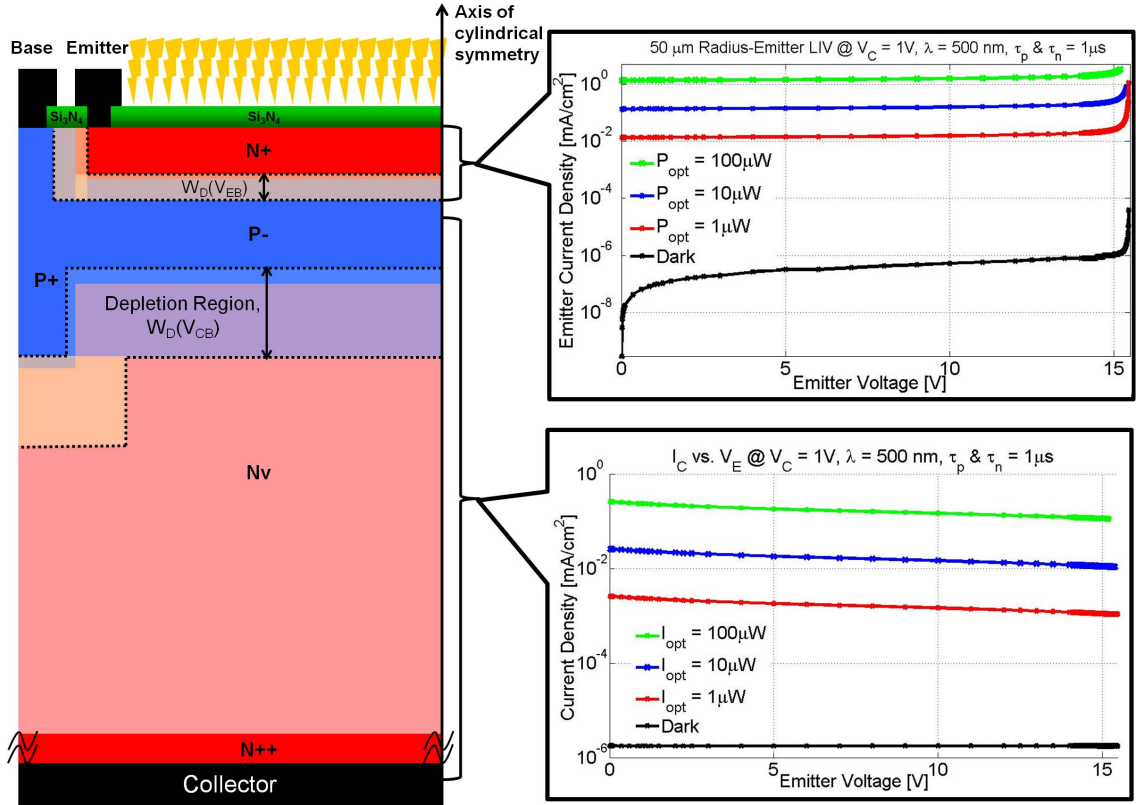 Base Emitter
Axis of
cylindrical
symmetry
Si3N4
Si3N4
N+
WD(VEB)
P-
P+
Depletion Region,
WD(VCB)
Nv
N++
Collector
50 μm Radius-Emitter LIV @ VC = 1V, λ = 500 nm, τp & τn = 1μs
Emitter Current Density [mA/cm2]
10^0
10^-2
10^-4
10^-6
10^-8
Popt = 100μW
Popt = 10μW
Popt = 1μW
Dark
0 5 10 15
Emitter Voltage [V]
IC vs. VE @ VC = 1V, λ = 500 nm, τp & τn = 1μs
Current Density [mA/cm2]
10^0
10^-2
10^-4
10^-6
Iopt = 100μW
Iopt = 10μW
Iopt = 1μW
Dark
0 5 10 15
Emitter Voltage [V]